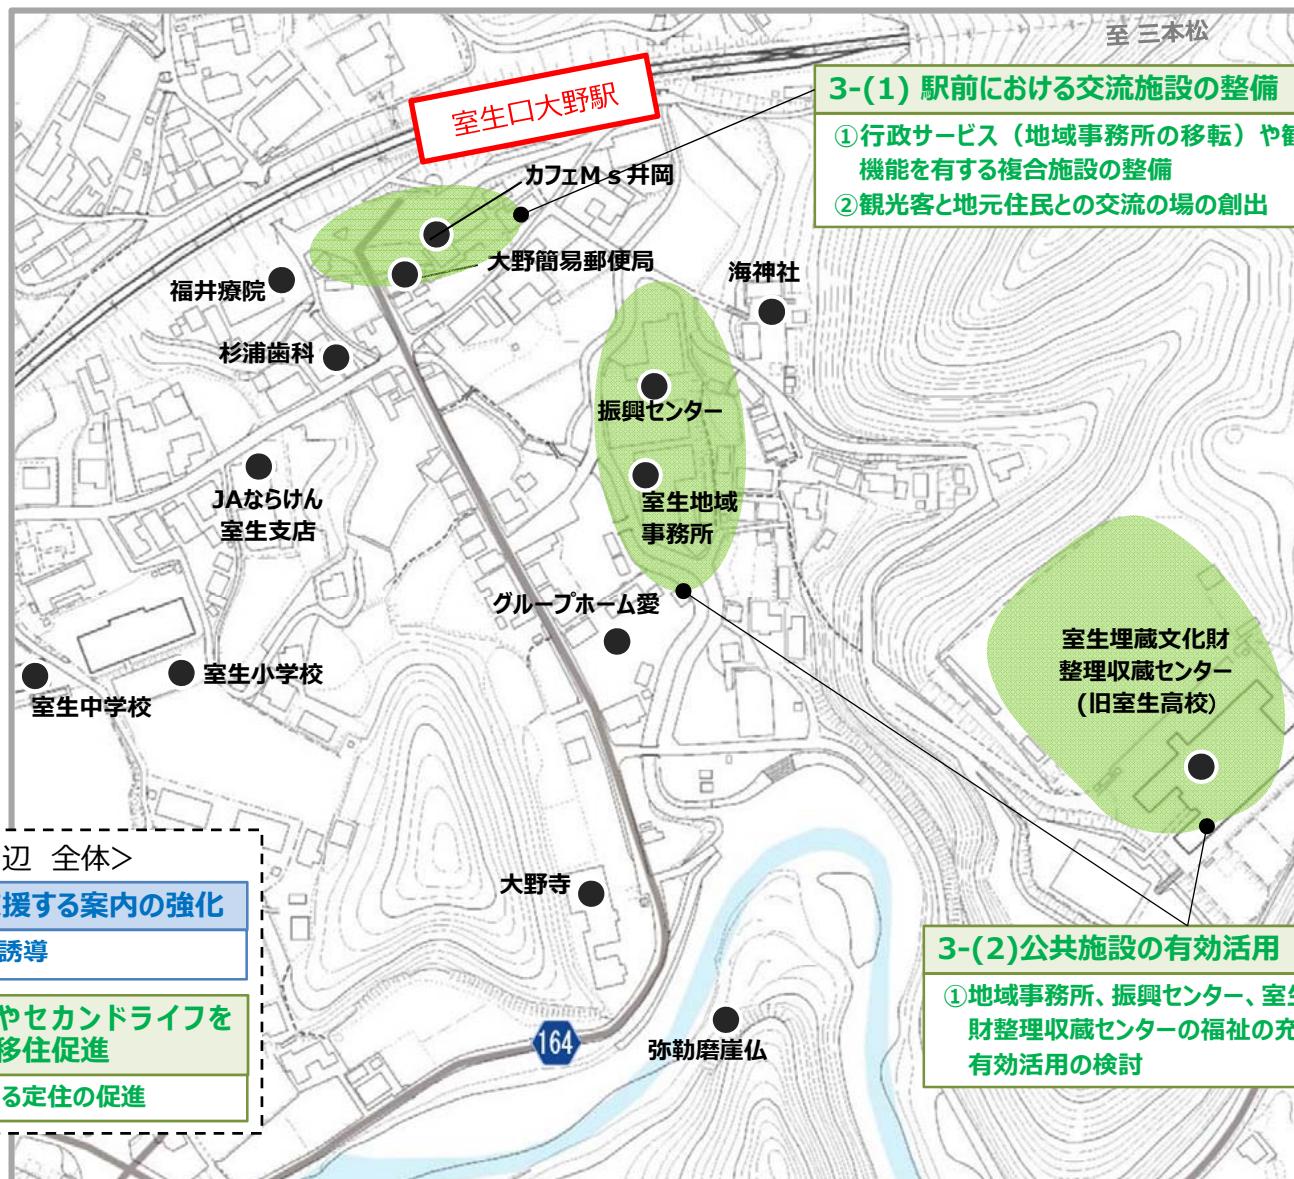 至 三本松
室生口大野駅
3-(1) 駅前における交流施設の整備
①行政サービス（地域事務所の移転）や
機能を有する複合施設の整備
②観光客と地元住民との交流の場の創出
カフェＭｓ井岡
大野簡易郵便局
海神社
福井療院
杉浦歯科
振興センター
JAならけん
室生支店
室生地域
事務所
グループホーム愛
室生埋蔵文化財
整理収蔵センター
(旧室生高校)
室生小学校
室生中学校
辺 全体>
援する案内の強化
誘導
やセカンドライフを
移住促進
る定住の促進
大野寺
164
弥勒磨崖仏
3-(2)公共施設の有効活用
①地域事務所、振興センター、室生
財整理収蔵センターの福祉の充
有効活用の検討